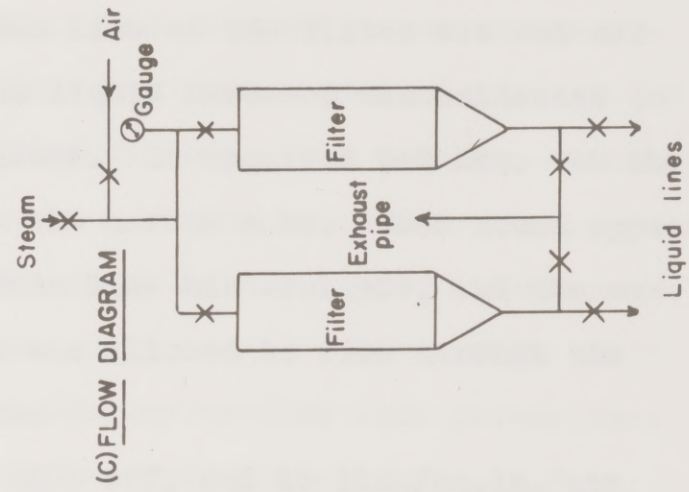 (C) FLOW DIAGRAM
Steam
Air
Gauge
Filter
Filter
Exhaust
pipe
Liquid lines